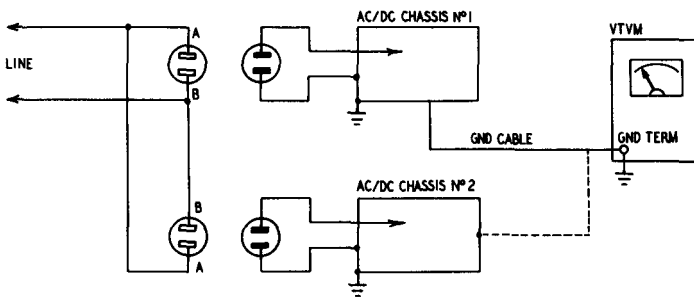 AC/DC CHASSIS Nº1
VTVM
A
LINE
B
GND CABLE
GND TERM
AC/DC CHASSIS Nº2
B
A